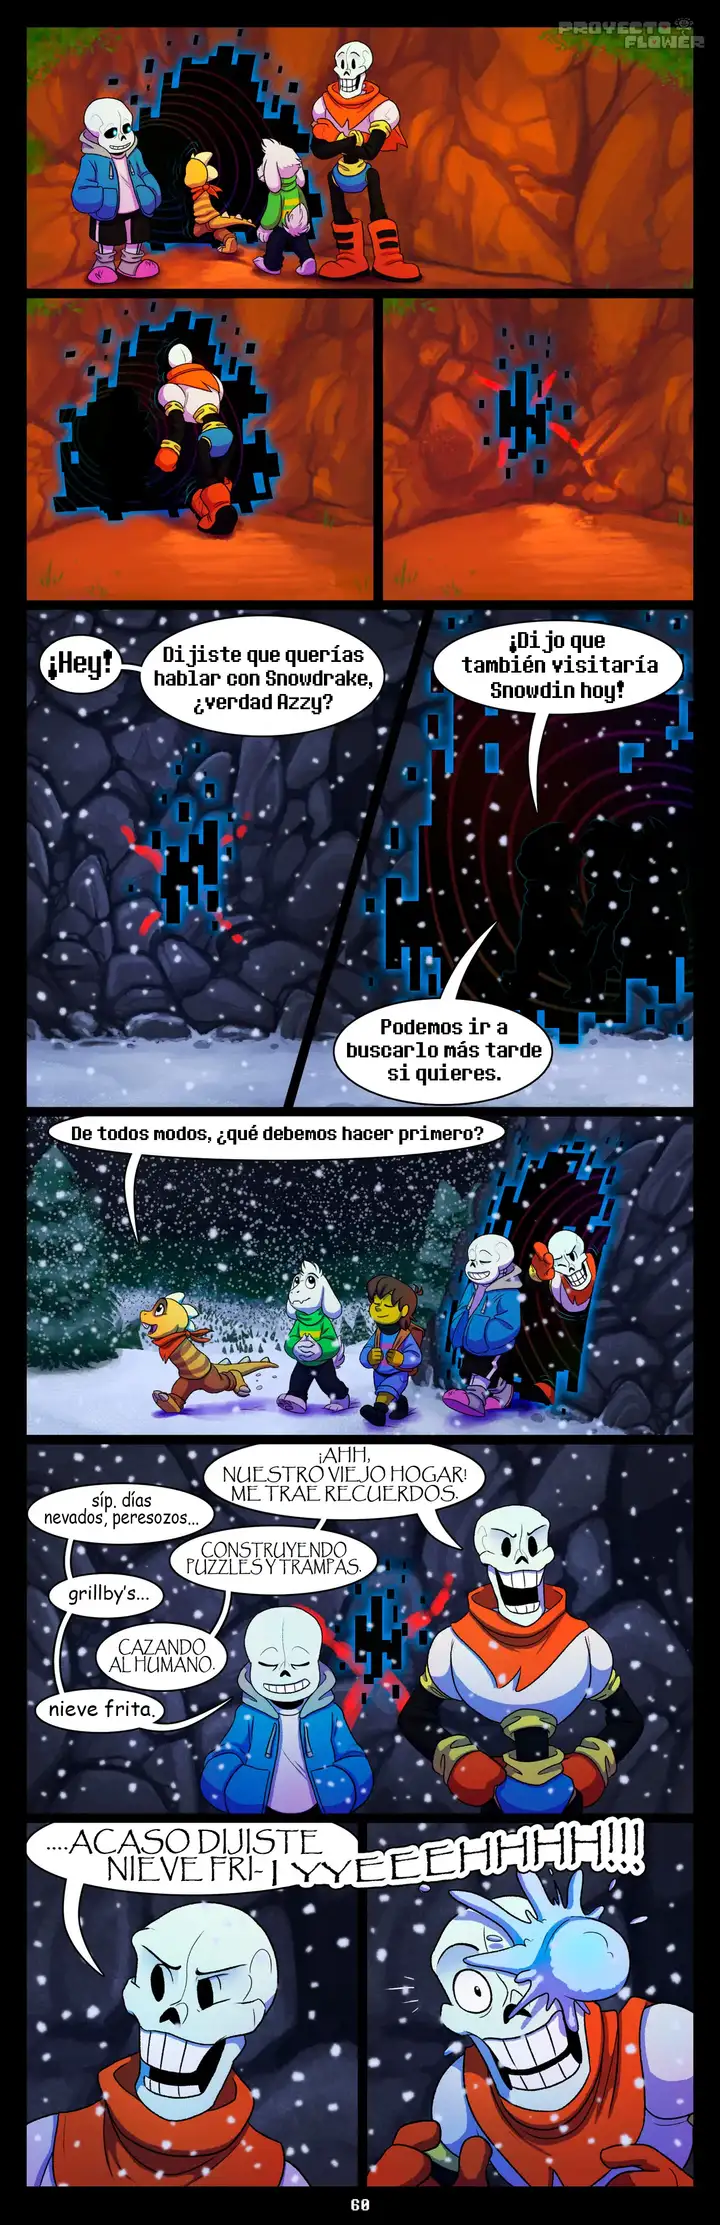 PROYECTO
FLOWER
¡Hey!
Dijiste que querías
hablar con Snowdrake,
¿verdad Azzy?
¡Dijo que
también visitaría
Snowdin hoy!
Podemos ir a
buscarlo más tarde
si quieres.
De todos modos, ¿qué debemos hacer primero?
¡AHH,
NUESTRO VIEJO HOGAR!
ME TRAE RECUERDOS.
síp. días
nevados, peresozos...
CONSTRUYENDO
PUZZLES Y TRAMPAS.
grillby's...
CAZANDO
AL HUMANO.
nieve frita.
....ACASO DIJISTE
NIEVE FRI-
IYYEEEHHHH!!!
60